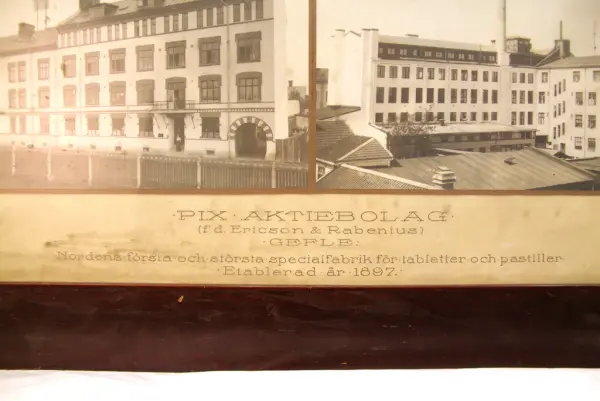 ·PIX·AKTIEBOLAG·
(f.d. Ericson & Rabenius)
·GEFLE·
Nordens första och största specialfabrik för tabletter och pastiller
·Etablerad år 1897·